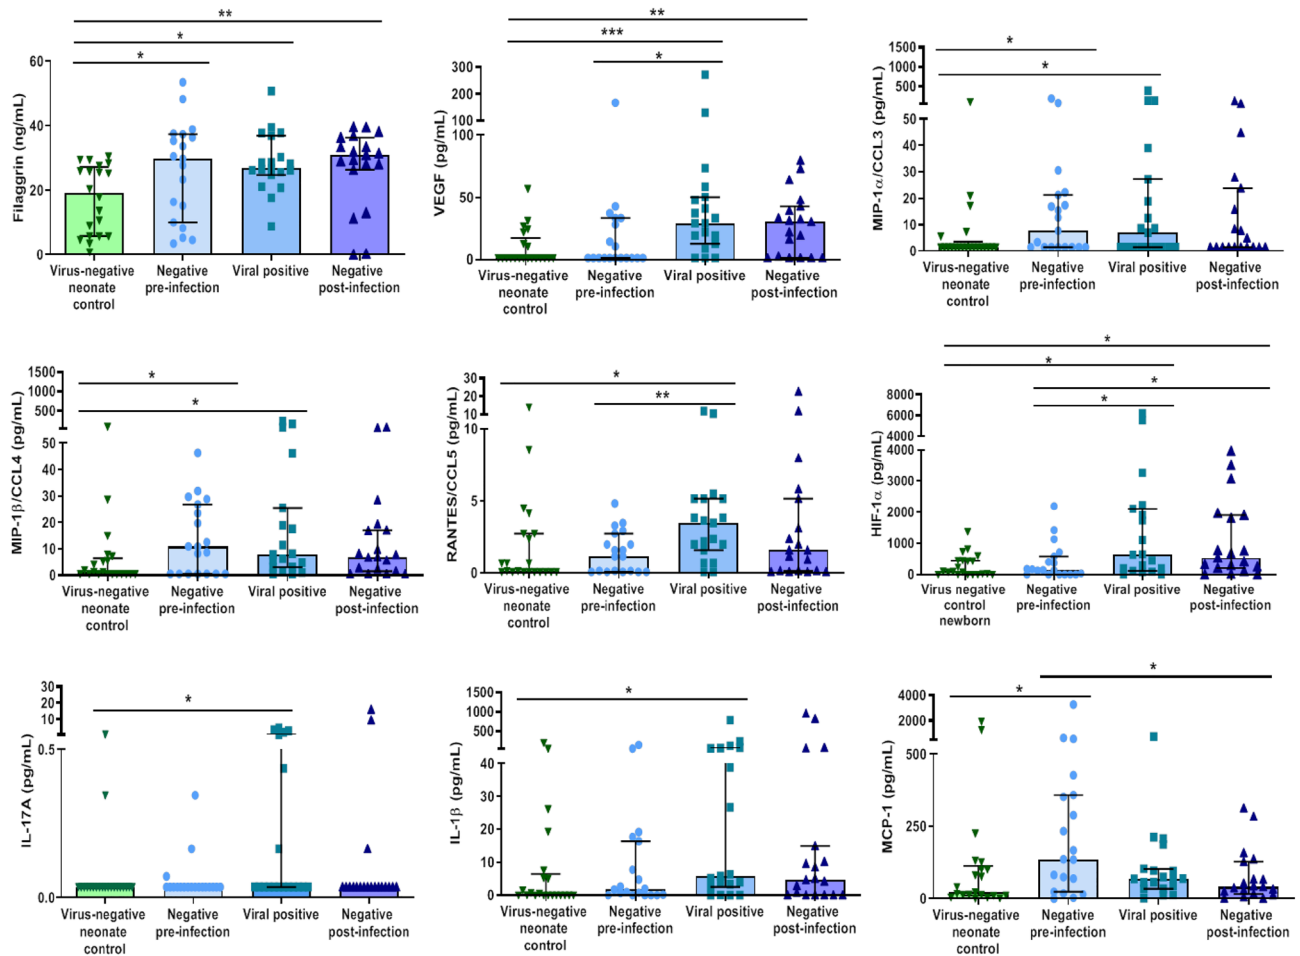 **
*
*
Filaggrin (ng/mL)
60
40
20
0
Virus-negative neonate control
Negative pre-infection
Viral positive
Negative post-infection
**
***
*
VEGF (pg/mL)
300
200
100
100
50
0
Virus-negative neonate control
Negative pre-infection
Viral positive
Negative post-infection
*
*
MIP-1α/CCL3 (pg/mL)
1500
1000
500
50
40
30
20
10
0
Virus-negative neonate control
Negative pre-infection
Viral positive
Negative post-infection
*
*
MIP-1β/CCL4 (pg/mL)
1500
1000
500
50
40
30
20
10
0
Virus-negative neonate control
Negative pre-infection
Viral positive
Negative post-infection
*
**
RANTES/CCL5 (pg/mL)
30
20
10
10
5
0
Virus-negative neonate control
Negative pre-infection
Viral positive
Negative post-infection
*
*
*
*
HIF-1α (pg/mL)
8000
6000
4000
4000
3000
2000
1000
0
Virus negative control newborn
Negative pre-infection
Viral positive
Negative post-infection
*
IL-17A (pg/mL)
30
20
10
0.5
0.0
Virus-negative neonate control
Negative pre-infection
Viral positive
Negative post-infection
*
IL-1β (pg/mL)
1500
1000
500
40
30
20
10
0
Virus-negative neonate control
Negative pre-infection
Viral positive
Negative post-infection
*
*
MCP-1 (pg/mL)
4000
2000
500
250
0
Virus-negative neonate control
Negative pre-infection
Viral positive
Negative post-infection